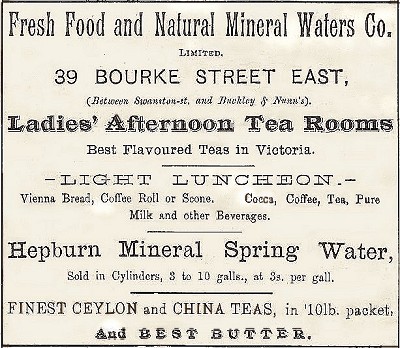 Fresh Food and Natural Mineral Waters Co.
LIMITED.
39 BOURKE STREET EAST,
(Between Swanston-st. and Buckley & Nunn's).
Ladies' Afternoon Tea Rooms
Best Flavoured Teas in Victoria.
-LIGHT LUNCHEON.-
Vienna Bread, Coffee Roll or Scone. Cocoa, Coffee, Tea, Pure
Milk and other Beverages.
Hepburn Mineral Spring Water,
Sold in Cylinders, 3 to 10 galls., at 3s. per gall.
FINEST CEYLON and CHINA TEAS, in '10lb. packet,
And BEST BUTTER.